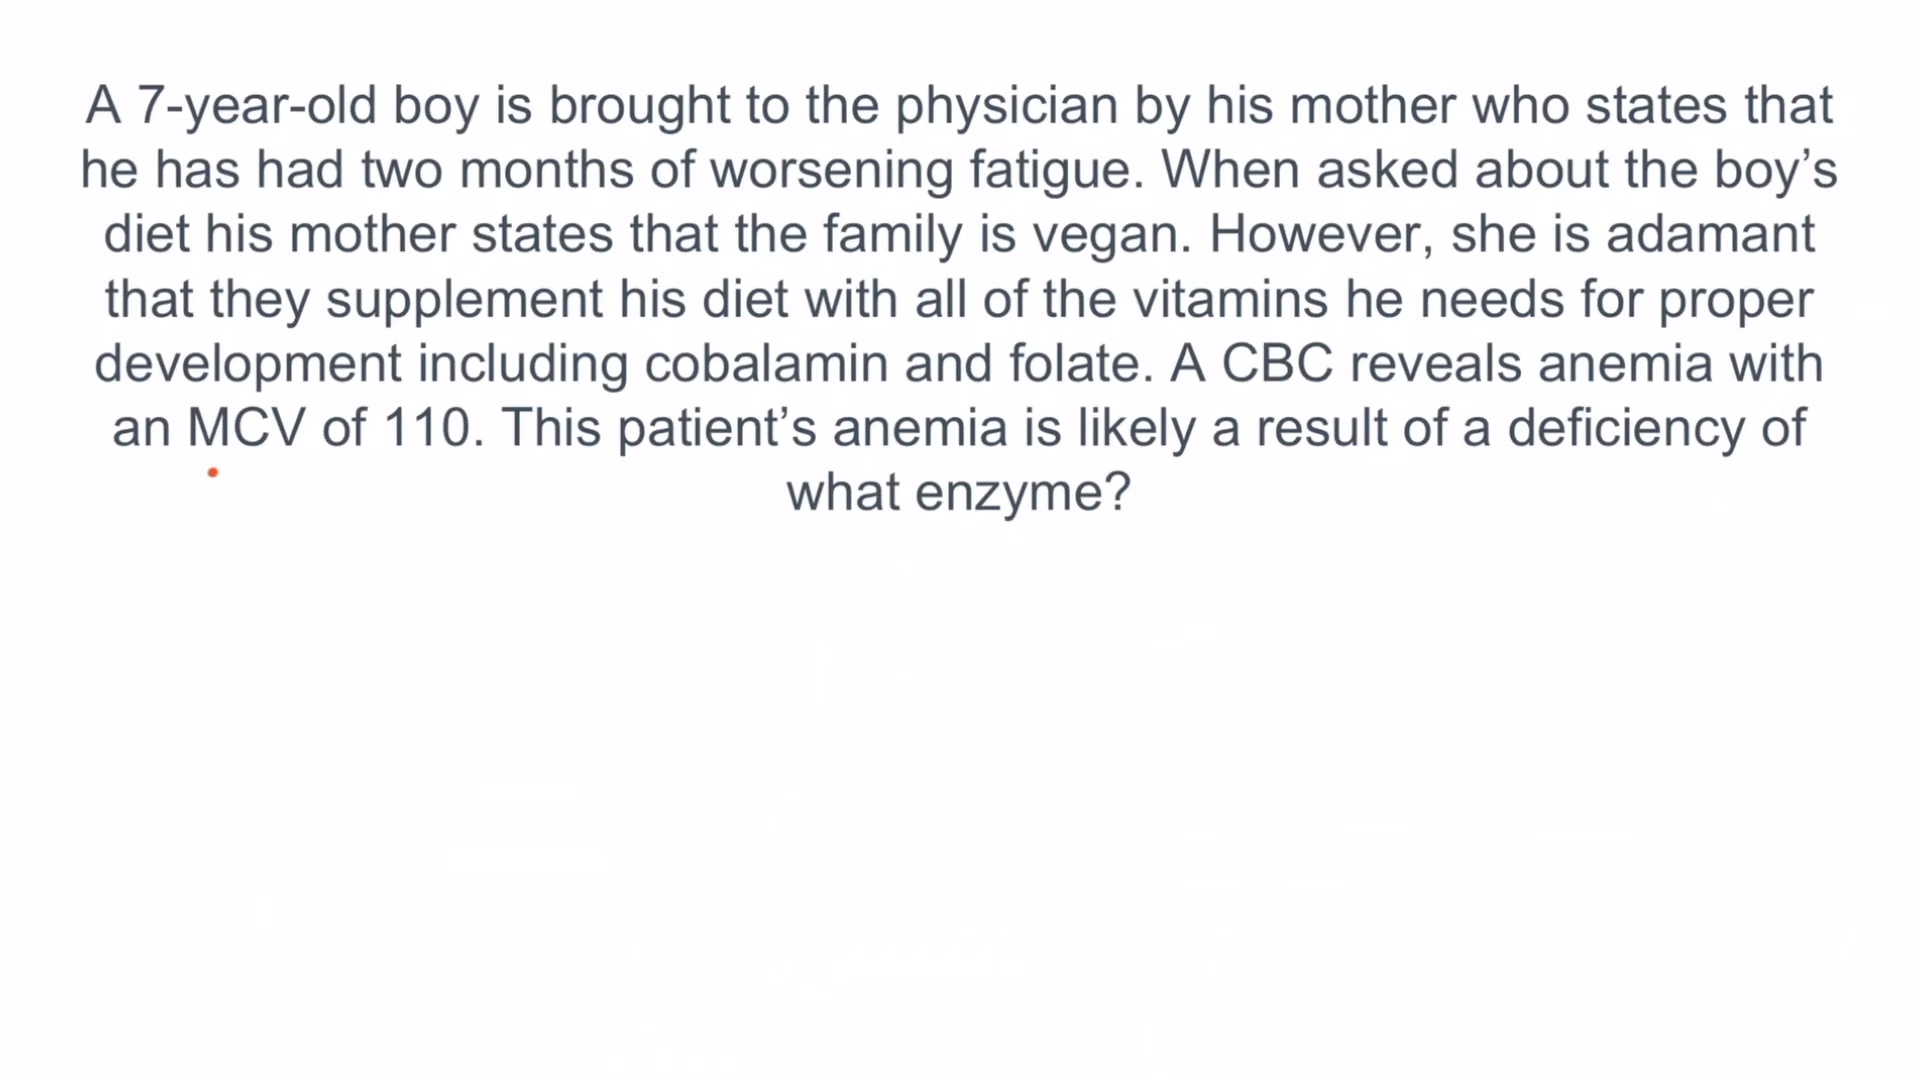 A 7-year-old boy is brought to the physician by his mother who states that
he has had two months of worsening fatigue. When asked about the boy’s
diet his mother states that the family is vegan. However, she is adamant
that they supplement his diet with all of the vitamins he needs for proper
development including cobalamin and folate. A CBC reveals anemia with
an MCV of 110. This patient’s anemia is likely a result of a deficiency of
what enzyme?